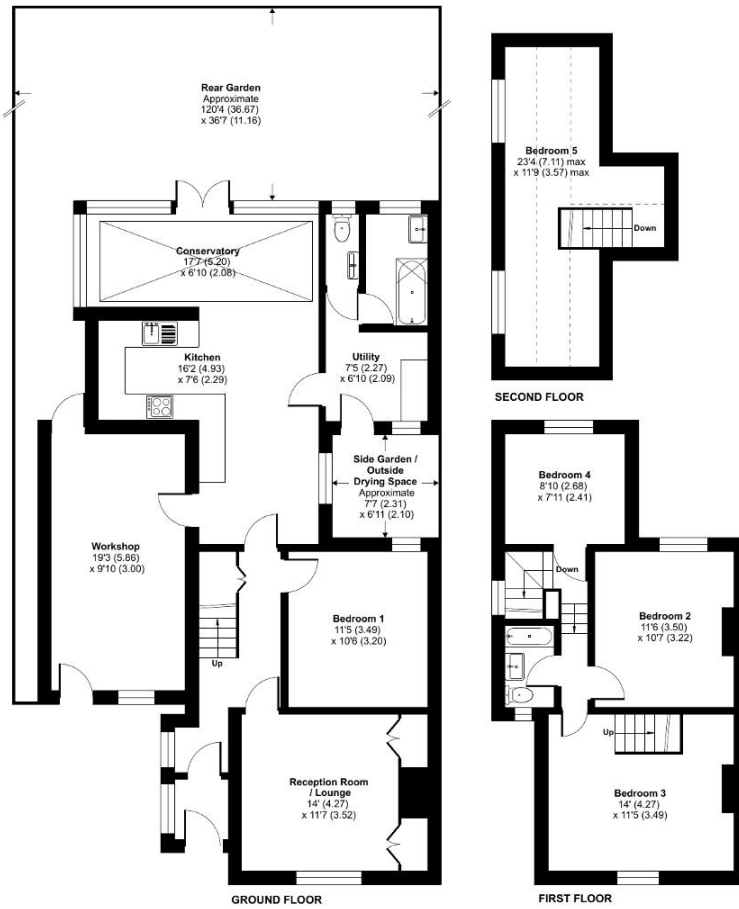 Rear Garden
Approximate
120'4 (36.67)
x 36'7 (11.16)
Conservatory
17'7 (5.20)
x 6'10 (2.08)
Kitchen
16'2 (4.93)
x 7'6 (2.29)
Utility
7'5 (2.27)
x 6'10 (2.09)
Side Garden /
Outside
Drying Space
Approximate
7'7 (2.31)
x 6'11 (2.10)
Workshop
19'3 (5.86)
x 9'10 (3.00)
Up
Bedroom 1
11'5 (3.49)
x 10'6 (3.20)
Reception Room
/ Lounge
14' (4.27)
x 11'7 (3.52)
GROUND FLOOR
Bedroom 5
23'4 (7.11) max
x 11'9 (3.57) max
Down
SECOND FLOOR
Bedroom 4
8'10 (2.68)
x 7'11 (2.41)
Down
Bedroom 2
11'6 (3.50)
x 10'7 (3.22)
Up
Bedroom 3
14' (4.27)
x 11'5 (3.49)
FIRST FLOOR